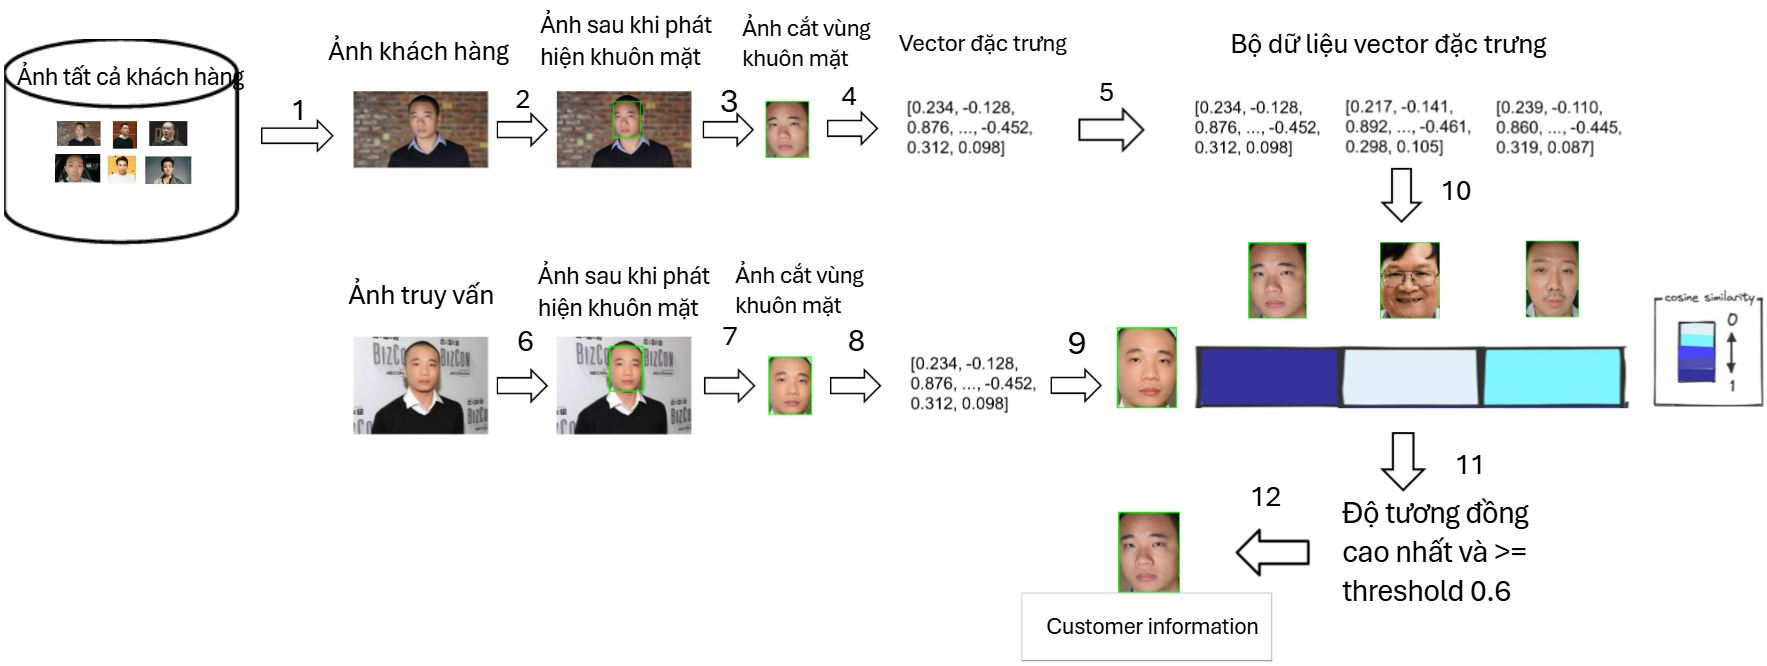 Ảnh tất cả khách hàng
1
Ảnh khách hàng
2
Ảnh sau khi phát
hiện khuôn mặt
3
Ảnh cắt vùng
khuôn mặt
4
Vector đặc trưng
[0.234, -0.128,
0.876, ..., -0.452,
0.312, 0.098]
5
Bộ dữ liệu vector đặc trưng
[0.234, -0.128,
0.876, ..., -0.452,
0.312, 0.098]
[0.217, -0.141,
0.892, ..., -0.461,
0.298, 0.105]
[0.239, -0.110,
0.860, ..., -0.445,
0.319, 0.087]
10
Ảnh truy vấn
BizCon
BizCon
6
Ảnh sau khi phát
hiện khuôn mặt
7
Ảnh cắt vùng
khuôn mặt
8
[0.234, -0.128,
0.876, ..., -0.452,
0.312, 0.098]
9
cosine similarity
0
1
11
Độ tương đồng
cao nhất và >=
threshold 0.6
12
Customer information